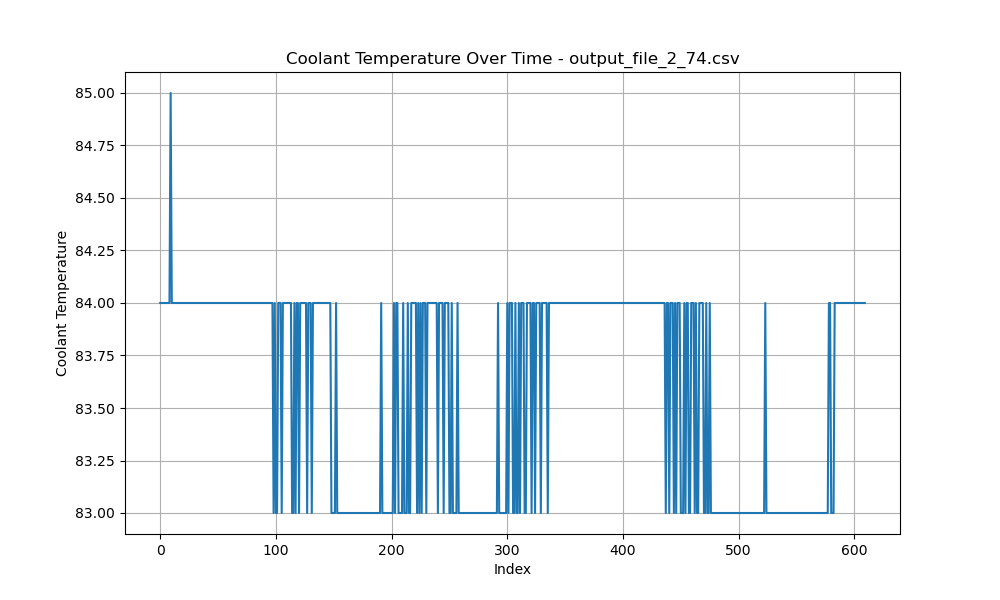 Coolant Temperature Over Time - output_file_2_74.csv
85.00
84.75
84.50
84.25
84.00
83.75
83.50
83.25
83.00
Coolant Temperature
0 100 200 300 400 500 600
Index